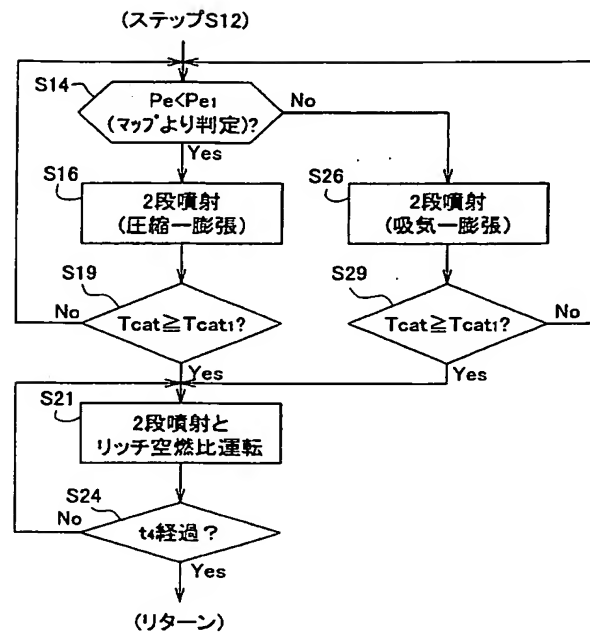 (ステップS12)
S14
Pe<Pe1
(マップより判定)?
No
Yes
S16
2段噴射
(圧縮ー膨張)
S26
2段噴射
(吸気ー膨張)
S19
Tcat≧Tcat1?
No
Yes
S29
Tcat≧Tcat1?
No
Yes
S21
2段噴射と
リッチ空燃比運転
S24
t4経過?
No
Yes
(リターン)